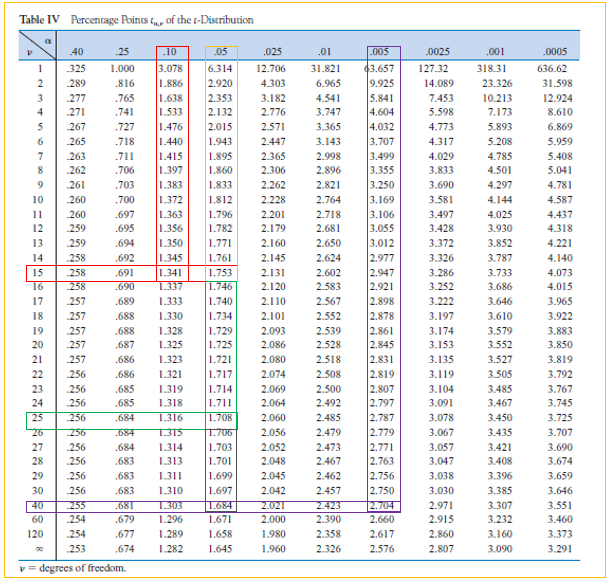 Table IV Percentage Points tα,ν of the t-Distribution
α
ν .40 .25 .10 .05 .025 .01 .005 .0025 .001 .0005
1 .325 1.000 3.078 6.314 12.706 31.821 63.657 127.32 318.31 636.62
2 .289 .816 1.886 2.920 4.303 6.965 9.925 14.089 23.326 31.598
3 .277 .765 1.638 2.353 3.182 4.541 5.841 7.453 10.213 12.924
4 .271 .741 1.533 2.132 2.776 3.747 4.604 5.598 7.173 8.610
5 .267 .727 1.476 2.015 2.571 3.365 4.032 4.773 5.893 6.869
6 .265 .718 1.440 1.943 2.447 3.143 3.707 4.317 5.208 5.959
7 .263 .711 1.415 1.895 2.365 2.998 3.499 4.029 4.785 5.408
8 .262 .706 1.397 1.860 2.306 2.896 3.355 3.833 4.501 5.041
9 .261 .703 1.383 1.833 2.262 2.821 3.250 3.690 4.297 4.781
10 .260 .700 1.372 1.812 2.228 2.764 3.169 3.581 4.144 4.587
11 .260 .697 1.363 1.796 2.201 2.718 3.106 3.497 4.025 4.437
12 .259 .695 1.356 1.782 2.179 2.681 3.055 3.428 3.930 4.318
13 .259 .694 1.350 1.771 2.160 2.650 3.012 3.372 3.852 4.221
14 .258 .692 1.345 1.761 2.145 2.624 2.977 3.326 3.787 4.140
15 .258 .691 1.341 1.753 2.131 2.602 2.947 3.286 3.733 4.073
16 .258 .690 1.337 1.746 2.120 2.583 2.921 3.252 3.686 4.015
17 .257 .689 1.333 1.740 2.110 2.567 2.898 3.222 3.646 3.965
18 .257 .688 1.330 1.734 2.101 2.552 2.878 3.197 3.610 3.922
19 .257 .688 1.328 1.729 2.093 2.539 2.861 3.174 3.579 3.883
20 .257 .687 1.325 1.725 2.086 2.528 2.845 3.153 3.552 3.850
21 .257 .686 1.323 1.721 2.080 2.518 2.831 3.135 3.527 3.819
22 .256 .686 1.321 1.717 2.074 2.508 2.819 3.119 3.505 3.792
23 .256 .685 1.319 1.714 2.069 2.500 2.807 3.104 3.485 3.767
24 .256 .685 1.318 1.711 2.064 2.492 2.797 3.091 3.467 3.745
25 .256 .684 1.316 1.708 2.060 2.485 2.787 3.078 3.450 3.725
26 .256 .684 1.315 1.706 2.056 2.479 2.779 3.067 3.435 3.707
27 .256 .684 1.314 1.703 2.052 2.473 2.771 3.057 3.421 3.690
28 .256 .683 1.313 1.701 2.048 2.467 2.763 3.047 3.408 3.674
29 .256 .683 1.311 1.699 2.045 2.462 2.756 3.038 3.396 3.659
30 .256 .683 1.310 1.697 2.042 2.457 2.750 3.030 3.385 3.646
40 .255 .681 1.303 1.684 2.021 2.423 2.704 2.971 3.307 3.551
60 .254 .679 1.296 1.671 2.000 2.390 2.660 2.915 3.232 3.460
120 .254 .677 1.289 1.658 1.980 2.358 2.617 2.860 3.160 3.373
∞ .253 .674 1.282 1.645 1.960 2.326 2.576 2.807 3.090 3.291
ν = degrees of freedom.